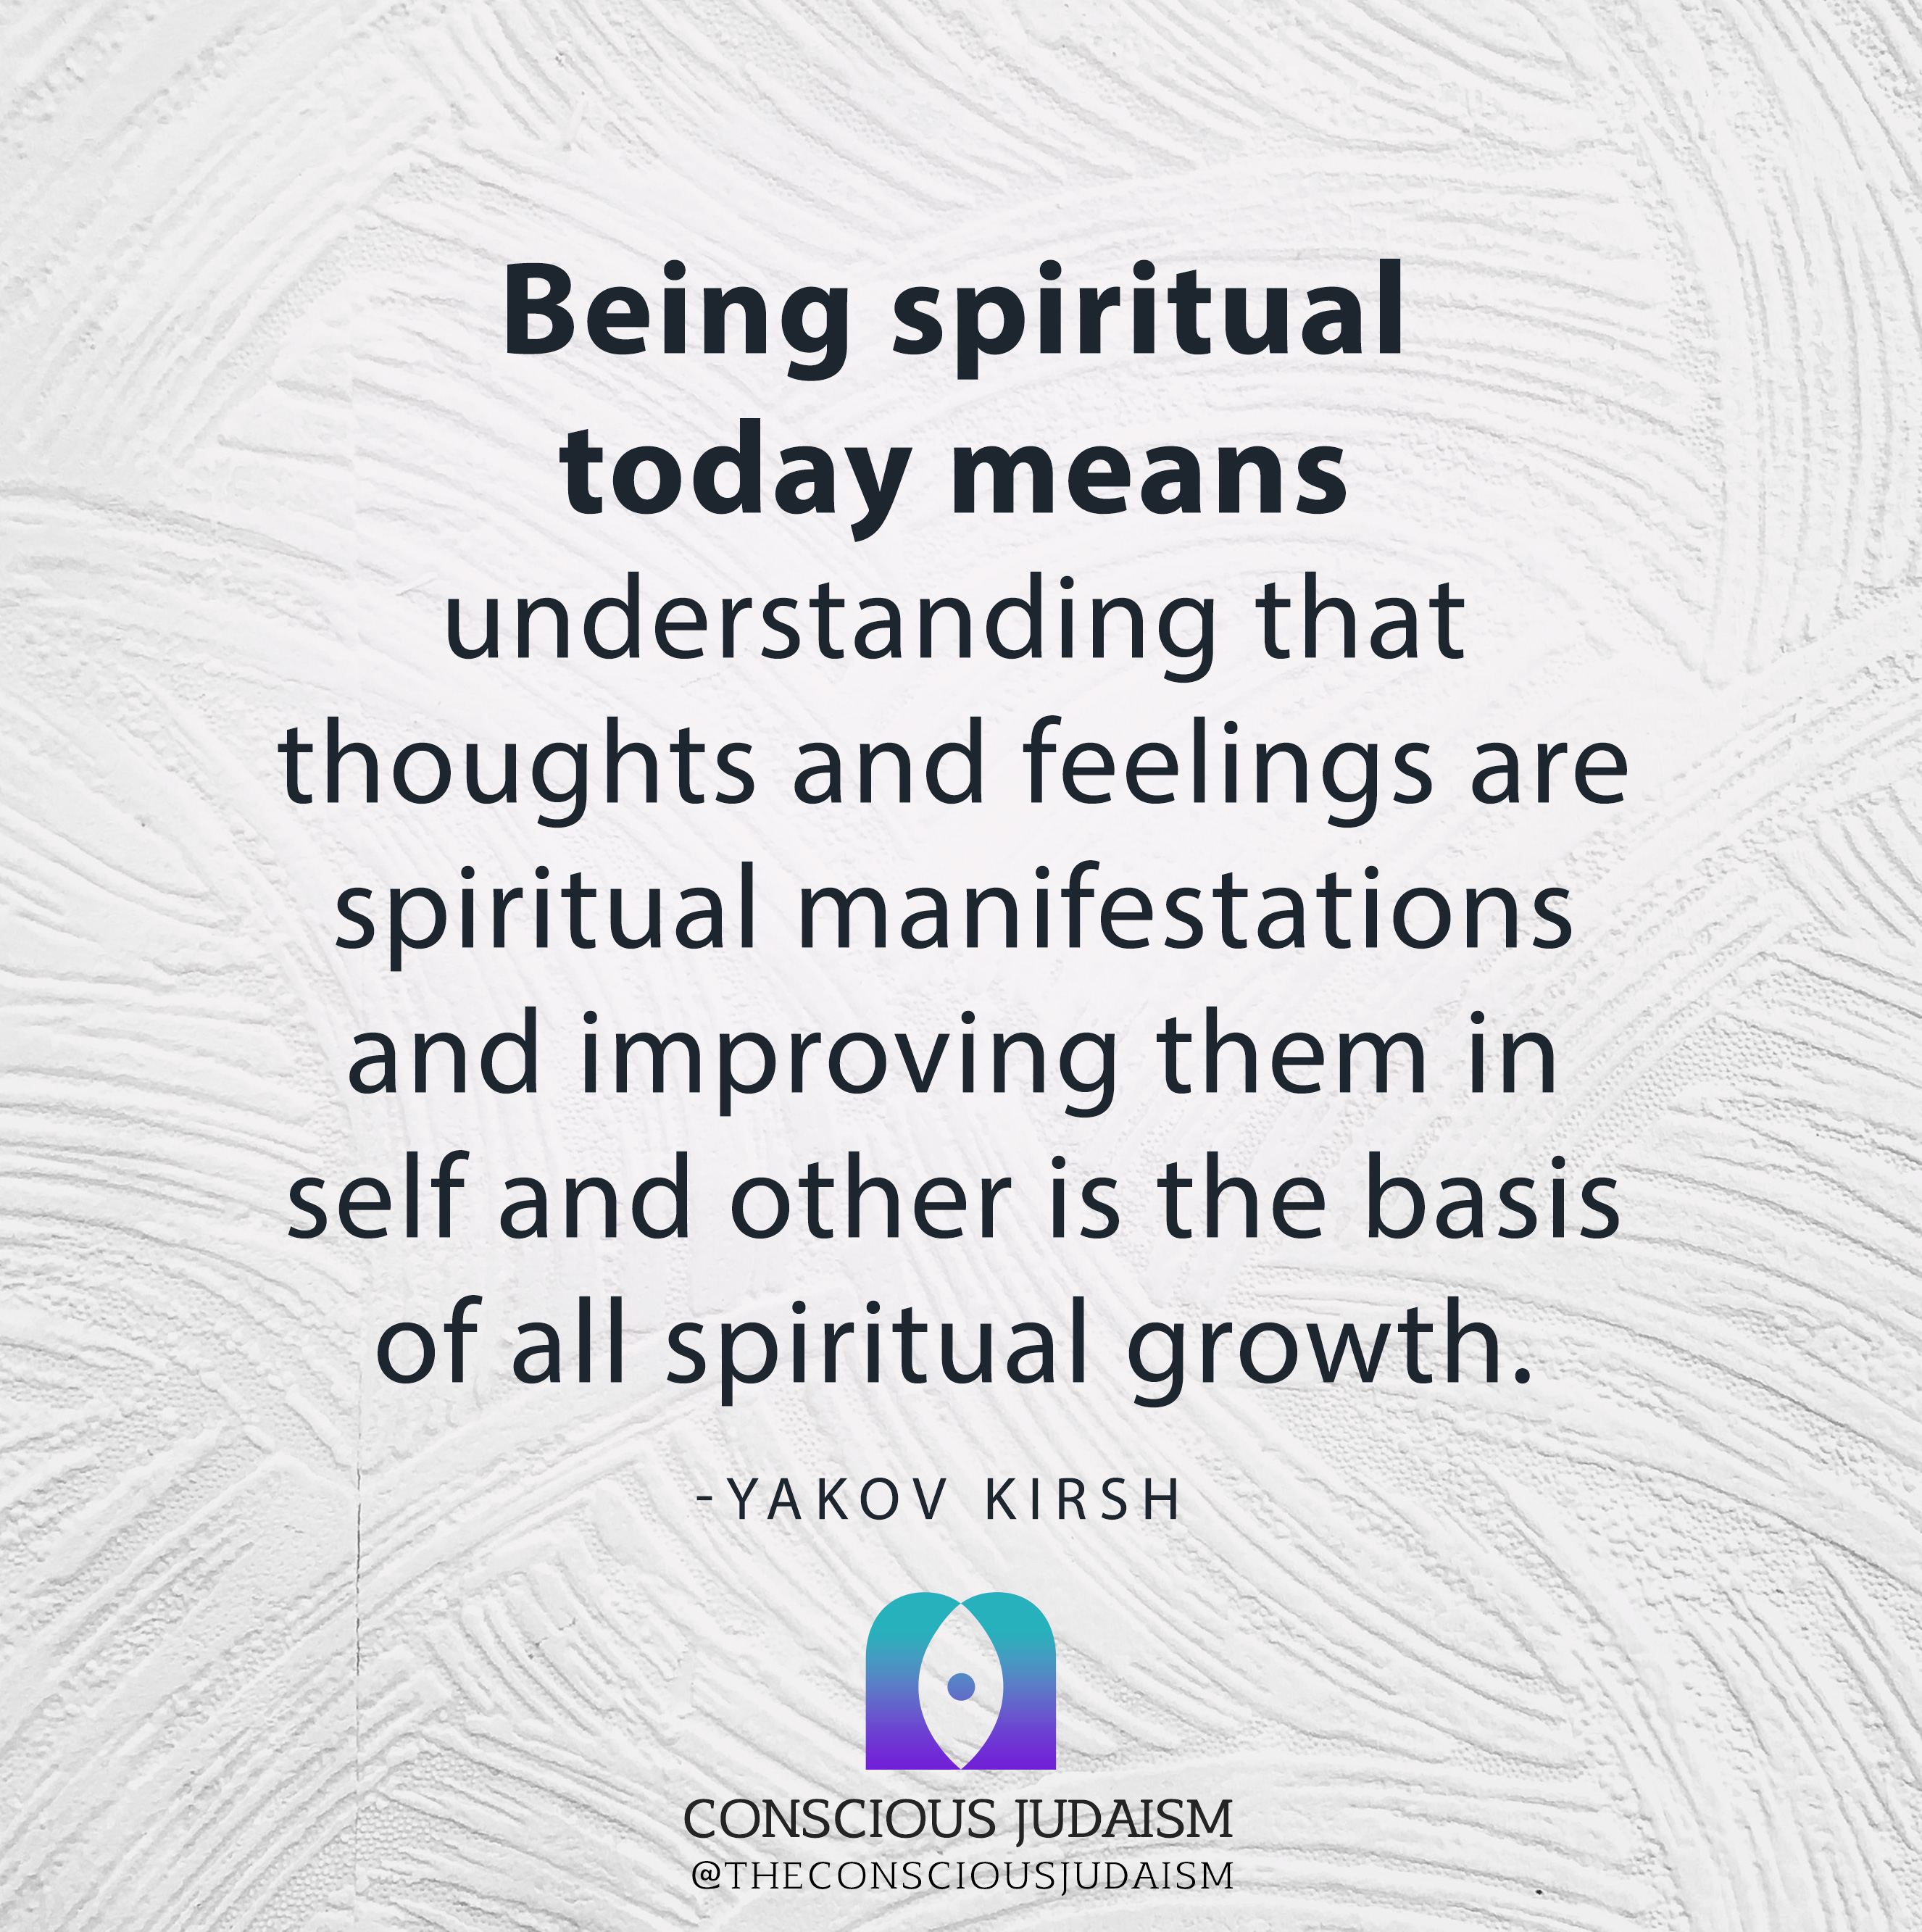 Being spiritual
today means
understanding that
thoughts and feelings are
spiritual manifestations
and improving them in
self and other is the basis
of all spiritual growth.
-YAKOV KIRSH
CONSCIOUS JUDAISM
@THECONSCIOUSJUDAISM